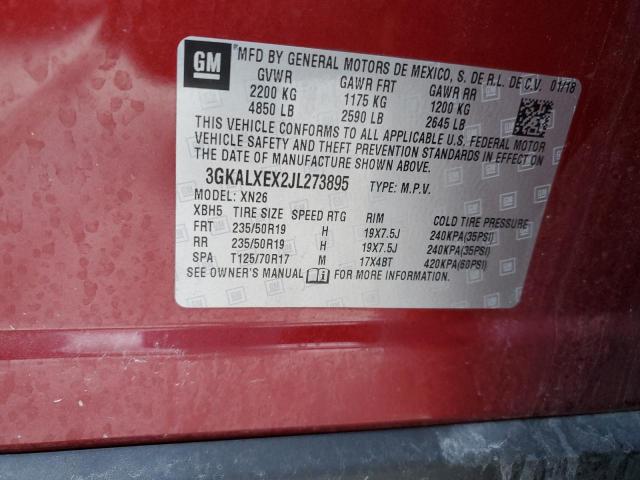 GM
MFD BY GENERAL MOTORS DE MEXICO, S. DE R.L. DE C.V. 01/18
GVWR GAWR FRT GAWR RR
2200 KG 1175 KG 1200 KG
4850 LB 2590 LB 2645 LB
THIS VEHICLE CONFORMS TO ALL APPLICABLE U.S. FEDERAL MOTOR
VEHICLE SAFETY AND THEFT PREVENTION STANDARDS IN EFFECT ON
THE DATE OF MANUFACTURE SHOWN ABOVE.
3GKALXEX2JL273895 TYPE: M.P.V.
MODEL: XN26
XBH5 TIRE SIZE SPEED RTG RIM COLD TIRE PRESSURE
FRT 235/50R19 H 19X7.5J 240KPA(35PSI)
RR 235/50R19 H 19X7.5J 240KPA(35PSI)
SPA T125/70R17 M 17X4BT 420KPA(60PSI)
SEE OWNER'S MANUAL FOR MORE INFORMATION.